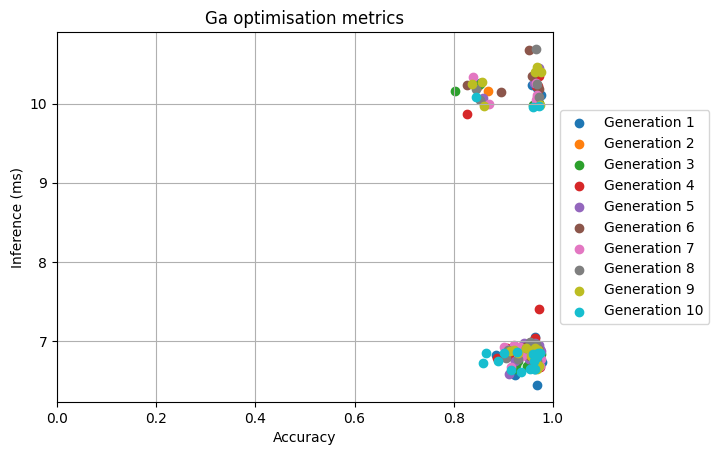 Ga optimisation metrics
Inference (ms)
10
9
8
7
0.0 0.2 0.4 0.6 0.8 1.0
Accuracy
Generation 1
Generation 2
Generation 3
Generation 4
Generation 5
Generation 6
Generation 7
Generation 8
Generation 9
Generation 10